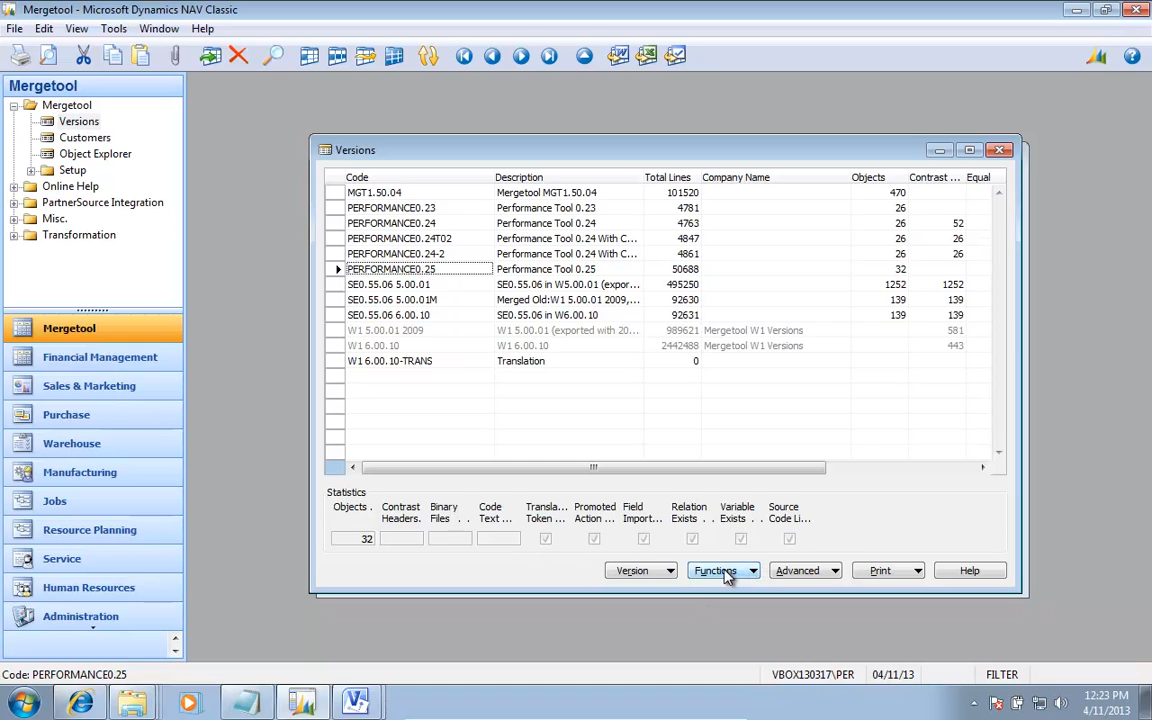 Mergetool - Microsoft Dynamics NAV Classic
File Edit View Tools Window Help
Mergetool
Mergetool
Versions
Customers
Object Explorer
Setup
Online Help
PartnerSource Integration
Misc.
Transformation
Mergetool
Financial Management
Sales & Marketing
Purchase
Warehouse
Manufacturing
Jobs
Resource Planning
Service
Human Resources
Administration
Versions
Code Description Total Lines Company Name Objects Contrast ... Equal
MGT1.50.04 Mergetool MGT1.50.04 101520 470
PERFORMANCE0.23 Performance Tool 0.23 4781 26
PERFORMANCE0.24 Performance Tool 0.24 4763 26 52
PERFORMANCE0.24T02 Performance Tool 0.24 With C... 4847 26 26
PERFORMANCE0.24-2 Performance Tool 0.24 With C... 4861 26 26
PERFORMANCE0.25 Performance Tool 0.25 50688 32
SE0.55.06 5.00.01 SE0.55.06 in W5.00.01 (expor... 495250 1252 1252
SE0.55.06 5.00.01M Merged Old:W1 5.00.01 2009,... 92630 139 139
SE0.55.06 6.00.10 SE0.55.06 in W6.00.10 92631 139 139
W1 5.00.01 2009 W1 5.00.01 (exported with 20... 989621 Mergetool W1 Versions 581
W1 6.00.10 W1 6.00.10 2442488 Mergetool W1 Versions 443
W1 6.00.10-TRANS Translation 0
Statistics
Objects . Contrast Binary Code Transla... Promoted Field Relation Variable Source
Headers. Files . . Text ... Token ... Action ... Import... Exists . . Exists . . Code Li...
32
Version Functions Advanced Print Help
Code: PERFORMANCE0.25 VBOX130317\PER 04/11/13 FILTER
12:23 PM
4/11/2013